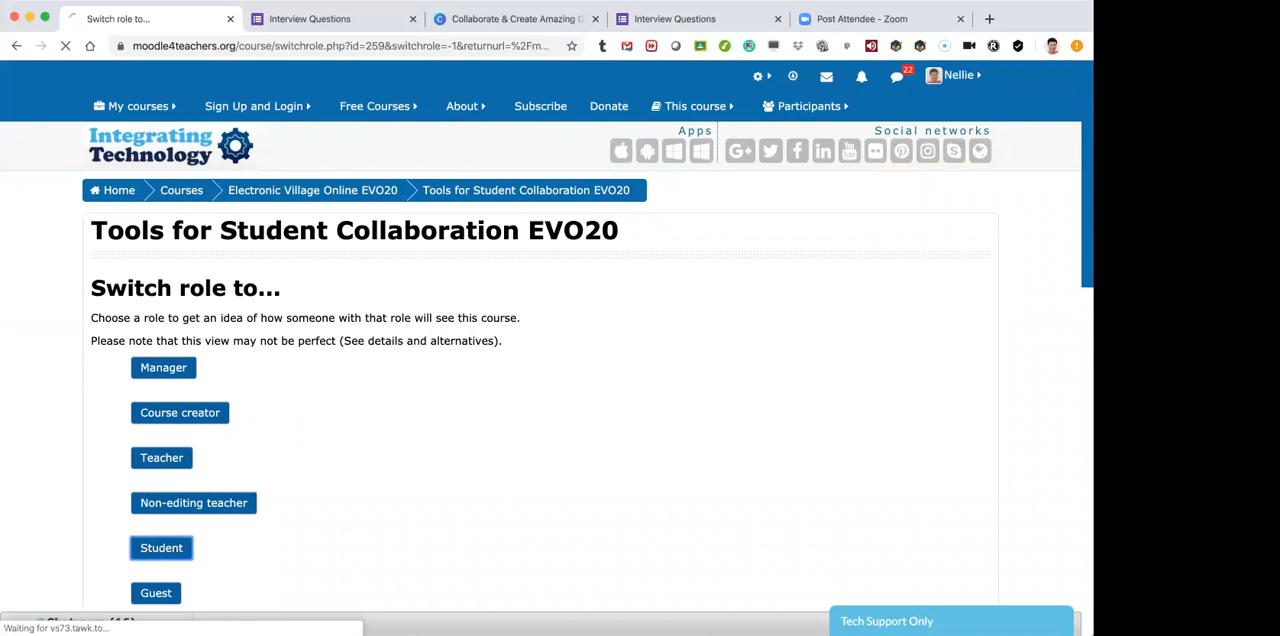 Switch role to...
Interview Questions
Collaborate & Create Amazing
Interview Questions
Post Attendee - Zoom
moodle4teachers.org/course/switchrole.php?id=259&switchrole=-1&returnurl=%2Fm...
22
Nellie
My courses
Sign Up and Login
Free Courses
About
Subscribe
Donate
This course
Participants
Integrating
Technology
Apps
Social networks
Home
Courses
Electronic Village Online EVO20
Tools for Student Collaboration EVO20
Tools for Student Collaboration EVO20
Switch role to...
Choose a role to get an idea of how someone with that role will see this course.
Please note that this view may not be perfect (See details and alternatives).
Manager
Course creator
Teacher
Non-editing teacher
Student
Guest
Waiting for vs73.tawk.to...
Tech Support Only